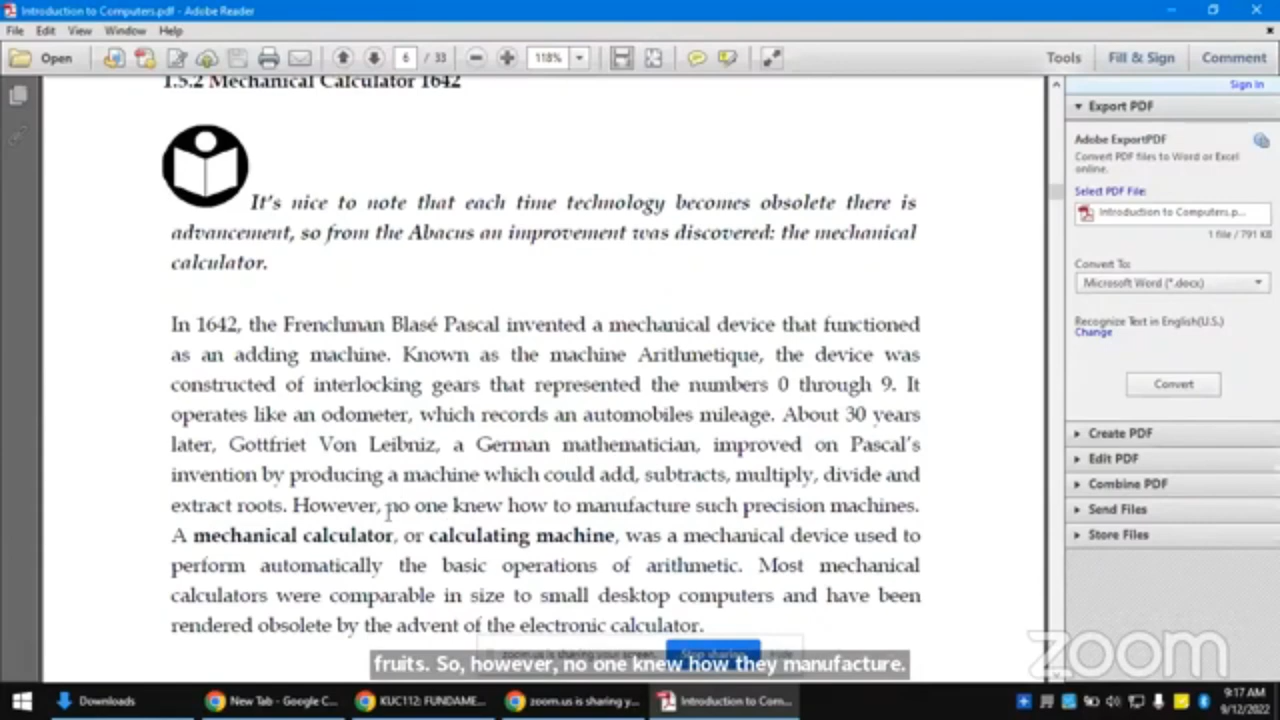 Introduction to Computers.pdf - Adobe Reader
File Edit View Window Help
Open 6 / 33 118% Tools Fill & Sign Comment
1.5.2 Mechanical Calculator 1642
It's nice to note that each time technology becomes obsolete there is
advancement, so from the Abacus an improvement was discovered: the mechanical
calculator.
In 1642, the Frenchman Blasé Pascal invented a mechanical device that functioned
as an adding machine. Known as the machine Arithmetique, the device was
constructed of interlocking gears that represented the numbers 0 through 9. It
operates like an odometer, which records an automobiles mileage. About 30 years
later, Gottfriet Von Leibniz, a German mathematician, improved on Pascal's
invention by producing a machine which could add, subtracts, multiply, divide and
extract roots. However, no one knew how to manufacture such precision machines.
A mechanical calculator, or calculating machine, was a mechanical device used to
perform automatically the basic operations of arithmetic. Most mechanical
calculators were comparable in size to small desktop computers and have been
rendered obsolete by the advent of the electronic calculator.
Sign In
Export PDF
Adobe ExportPDF
Convert PDF files to Word or Excel
online.
Select PDF File:
Introduction to Computers.p...
1 file / 791 KB
Convert To:
Microsoft Word (*.docx)
Recognize Text in English(U.S.)
Change
Convert
Create PDF
Edit PDF
Combine PDF
Send Files
Store Files
zoom.us is sharing your screen. Stop sharing Hide
fruits. So, however, no one knew how they manufacture.
zoom
Downloads
New Tab - Google C...
KUC112: FUNDAME...
zoom.us is sharing y...
Introduction to Com...
9:17 AM
9/12/2022